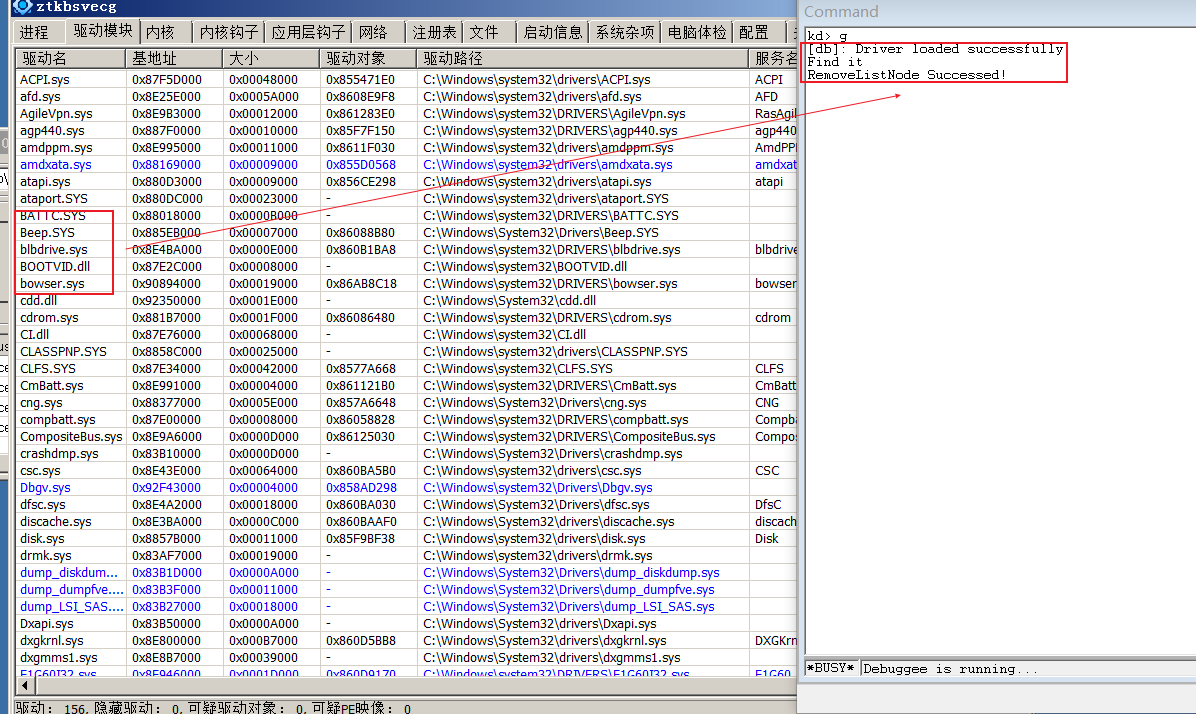 ztkbsvecg
进程 驱动模块 内核 内核钩子 应用层钩子 网络 注册表 文件 启动信息 系统杂项 电脑体检 配置
驱动名 基地址 大小 驱动对象 驱动路径 服务名
ACPI.sys 0x87F5D000 0x00048000 0x855471E0 C:\Windows\system32\drivers\ACPI.sys ACPI
afd.sys 0x8E25E000 0x0005A000 0x8608E9F8 C:\Windows\system32\drivers\afd.sys AFD
AgileVpn.sys 0x8E9B3000 0x00012000 0x861283E0 C:\Windows\system32\DRIVERS\AgileVpn.sys RasAgil
agp440.sys 0x887F0000 0x00010000 0x85F7F150 C:\Windows\system32\drivers\agp440.sys agp440
amdppm.sys 0x8E995000 0x00011000 0x8611F030 C:\Windows\system32\drivers\amdppm.sys AmdPP
amdxata.sys 0x88169000 0x00009000 0x855D0568 C:\Windows\system32\drivers\amdxata.sys amdxat
atapi.sys 0x880D3000 0x00009000 0x856CE298 C:\Windows\system32\drivers\atapi.sys atapi
ataport.SYS 0x880DC000 0x00023000 - C:\Windows\system32\drivers\ataport.SYS
BATTC.SYS 0x88018000 0x0000B000 - C:\Windows\system32\DRIVERS\BATTC.SYS
Beep.SYS 0x885EB000 0x00007000 0x86088B80 C:\Windows\System32\Drivers\Beep.SYS
blbdrive.sys 0x8E4BA000 0x0000E000 0x860B1BA8 C:\Windows\system32\DRIVERS\blbdrive.sys blbdrive
BOOTVID.dll 0x87E2C000 0x00008000 - C:\Windows\system32\BOOTVID.dll
bowser.sys 0x90894000 0x00019000 0x86AB8C18 C:\Windows\system32\DRIVERS\bowser.sys bowser
cdd.dll 0x92350000 0x0001E000 - C:\Windows\System32\cdd.dll
cdrom.sys 0x881B7000 0x0001F000 0x86086480 C:\Windows\system32\DRIVERS\cdrom.sys cdrom
CI.dll 0x87E76000 0x00068000 - C:\Windows\system32\CI.dll
CLASSPNP.SYS 0x8858C000 0x00025000 - C:\Windows\system32\drivers\CLASSPNP.SYS
CLFS.SYS 0x87E34000 0x00042000 0x8577A668 C:\Windows\system32\CLFS.SYS CLFS
CmBatt.sys 0x8E991000 0x00004000 0x861121B0 C:\Windows\system32\DRIVERS\CmBatt.sys CmBatt
cng.sys 0x88377000 0x0005E000 0x857A6648 C:\Windows\System32\Drivers\cng.sys CNG
compbatt.sys 0x87E00000 0x00008000 0x86058828 C:\Windows\system32\DRIVERS\compbatt.sys Compb
CompositeBus.sys 0x8E9A6000 0x0000D000 0x86125030 C:\Windows\system32\DRIVERS\CompositeBus.sys Compo
crashdmp.sys 0x83B10000 0x0000D000 - C:\Windows\System32\Drivers\crashdmp.sys
csc.sys 0x8E43E000 0x00064000 0x860BA5B0 C:\Windows\system32\drivers\csc.sys CSC
Dbgv.sys 0x92F43000 0x00004000 0x858AD298 C:\Windows\system32\Drivers\Dbgv.sys
dfsc.sys 0x8E4A2000 0x00018000 0x860BA030 C:\Windows\System32\Drivers\dfsc.sys DfsC
discache.sys 0x8E3BA000 0x0000C000 0x860BAAF0 C:\Windows\system32\drivers\discache.sys discach
disk.sys 0x8857B000 0x00011000 0x85F9BF38 C:\Windows\system32\drivers\disk.sys Disk
drmk.sys 0x83AF7000 0x00019000 - C:\Windows\system32\drivers\drmk.sys
dump_diskdum... 0x83B1D000 0x0000A000 - C:\Windows\System32\Drivers\dump_diskdump.sys
dump_dumpfve.... 0x83B3F000 0x00011000 - C:\Windows\System32\Drivers\dump_dumpfve.sys
dump_LSI_SAS.... 0x83B27000 0x00018000 - C:\Windows\System32\Drivers\dump_LSI_SAS.sys
Dxapi.sys 0x83B50000 0x0000A000 - C:\Windows\System32\drivers\Dxapi.sys
dxgkrnl.sys 0x8E800000 0x000B7000 0x860D5BB8 C:\Windows\System32\drivers\dxgkrnl.sys DXGKrn
dxgmms1.sys 0x8E8B7000 0x00039000 - C:\Windows\System32\drivers\dxgmms1.sys
E1G60I32.sys 0x8E946000 0x0001D000 0x860D9170 C:\Windows\system32\DRIVERS\E1G60I32.sys E1G60
驱动: 156, 隐藏驱动: 0, 可疑驱动对象: 0, 可疑PE映像: 0
Command
kd> g
[db]: Driver loaded successfully
Find it
RemoveListNode Successed!
*BUSY* Debuggee is running...